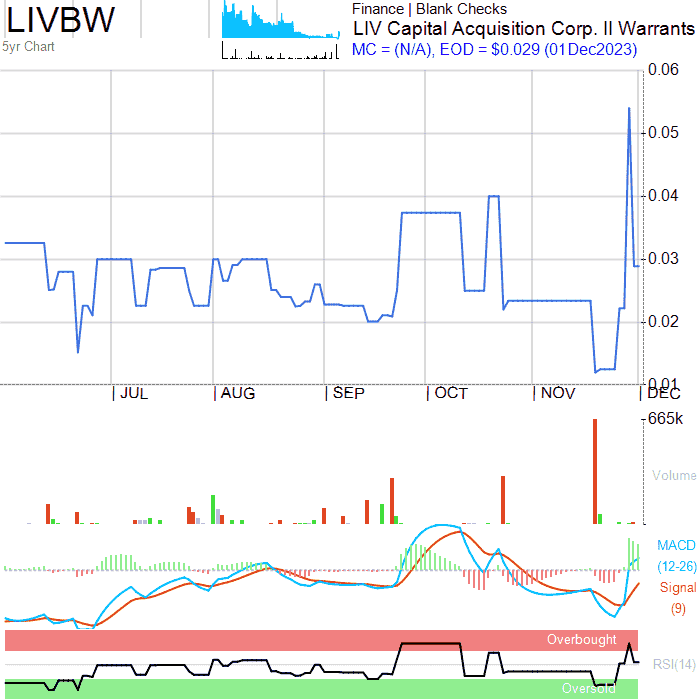 LIVBW
5yr Chart
Finance | Blank Checks
LIV Capital Acquisition Corp. II Warrants
MC = (N/A), EOD = $0.029 (01Dec2023)
0.06
0.05
0.04
0.03
0.02
0.01
JUL AUG SEP OCT NOV DEC
665k
Volume
MACD
(12-26)
Signal
(9)
Overbought
RSI(14)
Oversold